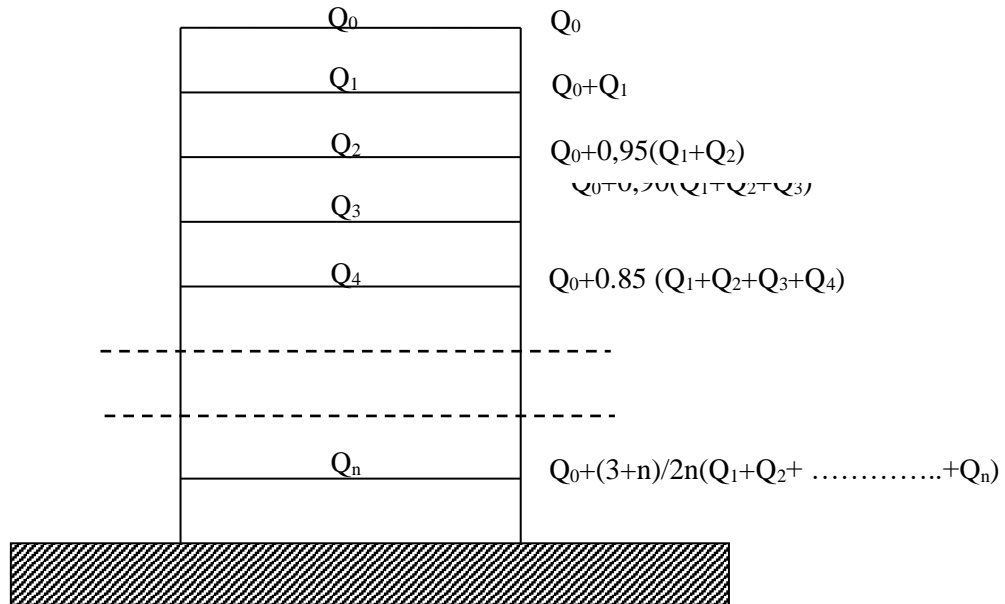 Q₀ Q₀
Q₁ Q₀+Q₁
Q₂ Q₀+0,95(Q₁+Q₂)
Q₀+0,90(Q₁+Q₂+Q₃)
Q₃
Q₄ Q₀+0.85 (Q₁+Q₂+Q₃+Q₄)
Qₙ Q₀+(3+n)/2n(Q₁+Q₂+ …………..+Qₙ)